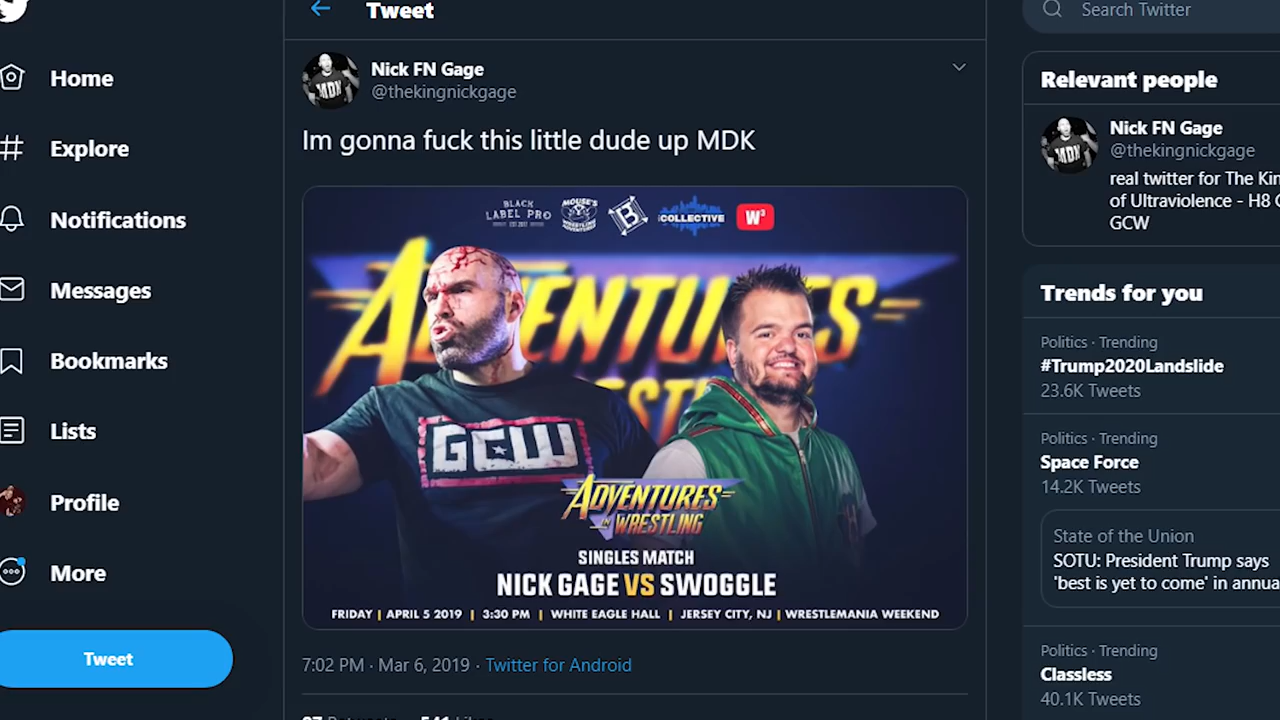 Tweet
Search Twitter
Home
Explore
Notifications
Messages
Bookmarks
Lists
Profile
More
Tweet
Nick FN Gage
@thekingnickgage
Im gonna fuck this little dude up MDK
BLACK
LABEL PRO
MOUSE'S
WRESTLING
ADVENTURES
B
COLLECTIVE
W³
ADVENTURES
GCW
ADVENTURES
IN WRESTLING
SINGLES MATCH
NICK GAGE VS SWOGGLE
FRIDAY | APRIL 5 2019 | 3:30 PM | WHITE EAGLE HALL | JERSEY CITY, NJ | WRESTLEMANIA WEEKEND
7:02 PM · Mar 6, 2019 · Twitter for Android
Relevant people
MDK
Nick FN Gage
@thekingnickgage
real twitter for The Kin
of Ultraviolence - H8 C
GCW
Trends for you
Politics · Trending
#Trump2020Landslide
23.6K Tweets
Politics · Trending
Space Force
14.2K Tweets
State of the Union
SOTU: President Trump says
'best is yet to come' in annua
Politics · Trending
Classless
40.1K Tweets